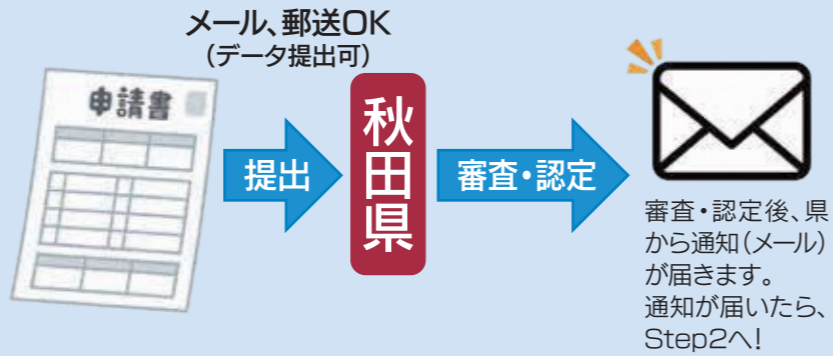 メール、郵送OK
（データ提出可）
申請書
提出
秋田県
審査・認定
審査・認定後、県
から通知（メール）
が届きます。
通知が届いたら、
Step2へ！